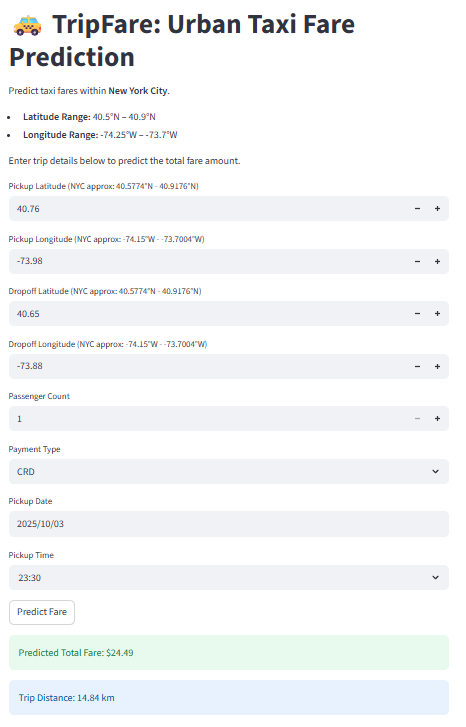 TripFare: Urban Taxi Fare
Prediction
Predict taxi fares within New York City.
Latitude Range: 40.5°N – 40.9°N
Longitude Range: -74.25°W – -73.7°W
Enter trip details below to predict the total fare amount.
Pickup Latitude (NYC approx: 40.5774°N - 40.9176°N)
40.76
Pickup Longitude (NYC approx: -74.15°W - -73.7004°W)
-73.98
Dropoff Latitude (NYC approx: 40.5774°N - 40.9176°N)
40.65
Dropoff Longitude (NYC approx: -74.15°W - -73.7004°W)
-73.88
Passenger Count
1
Payment Type
CRD
Pickup Date
2025/10/03
Pickup Time
23:30
Predict Fare
Predicted Total Fare: $24.49
Trip Distance: 14.84 km